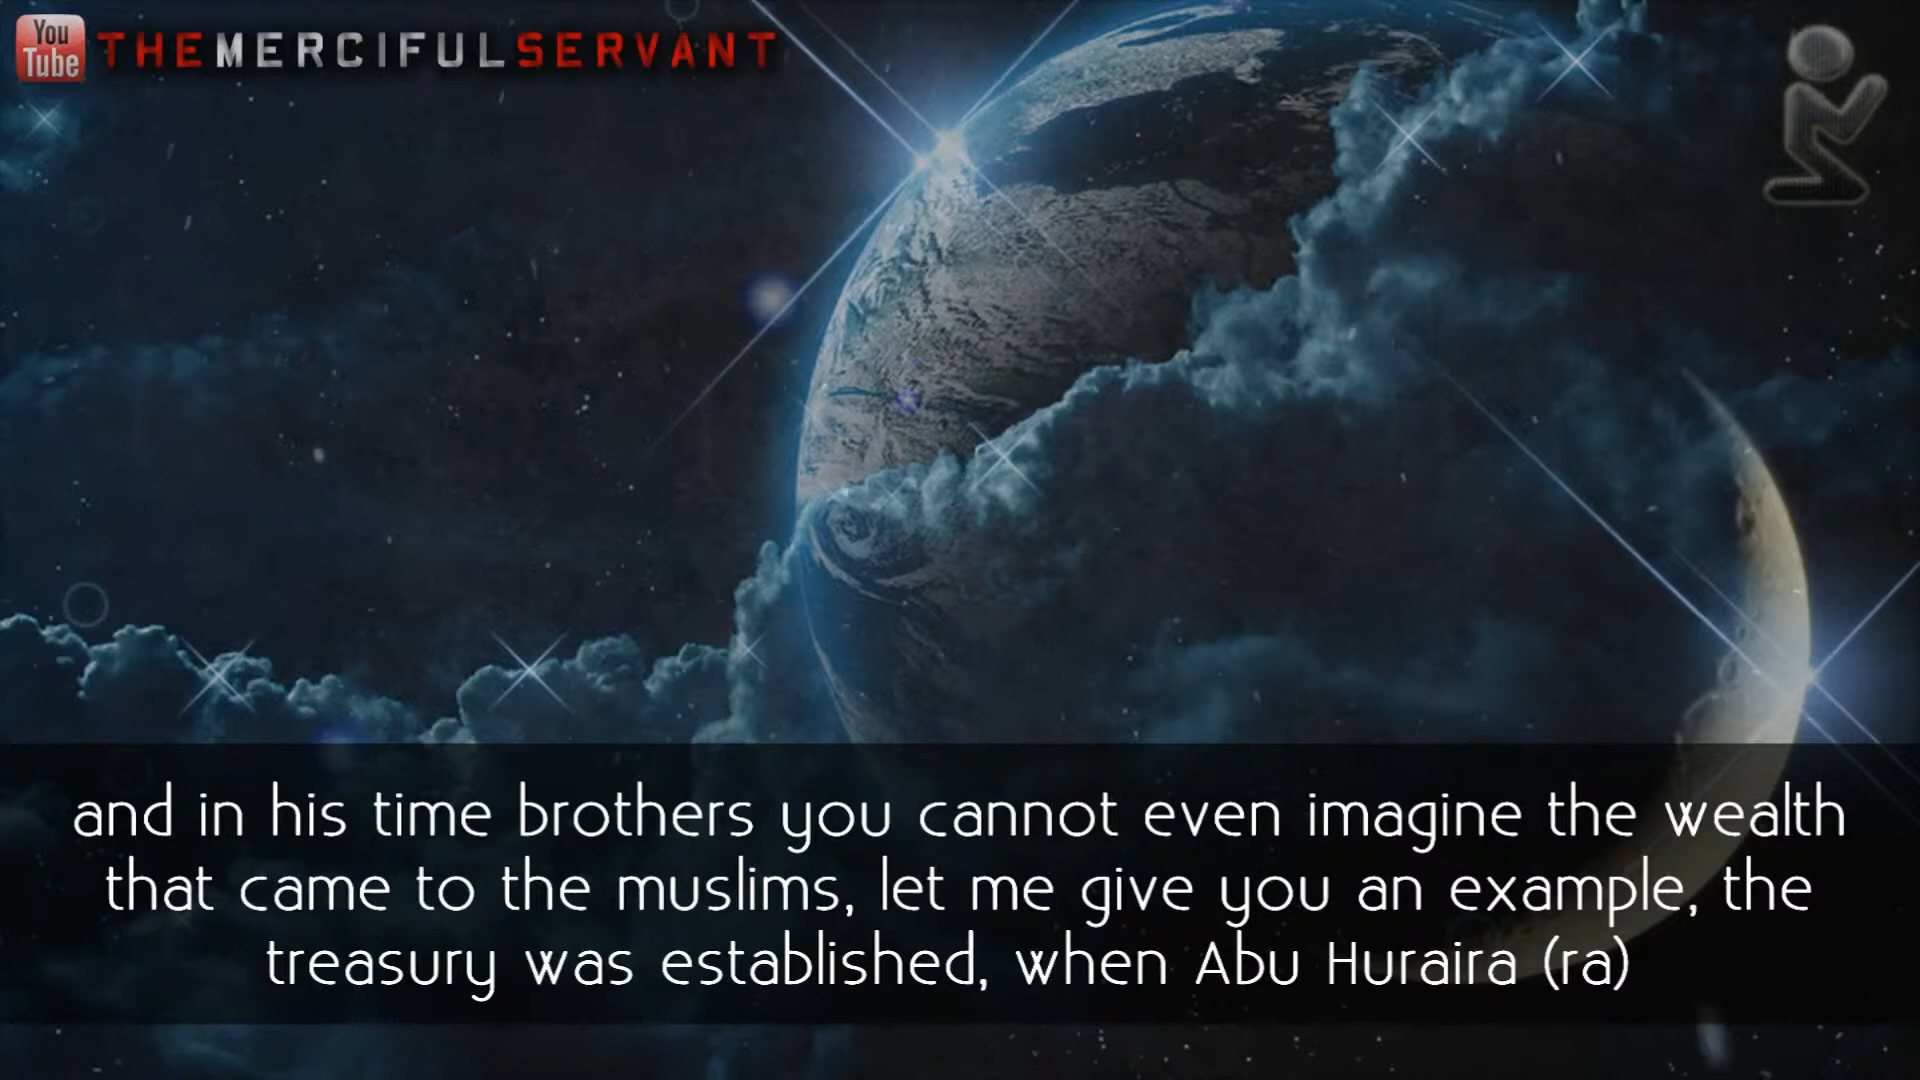 You
Tube
THEMERCIFULSERVANT
and in his time brothers you cannot even imagine the wealth
that came to the muslims, let me give you an example, the
treasury was established, when Abu Huraira (ra)